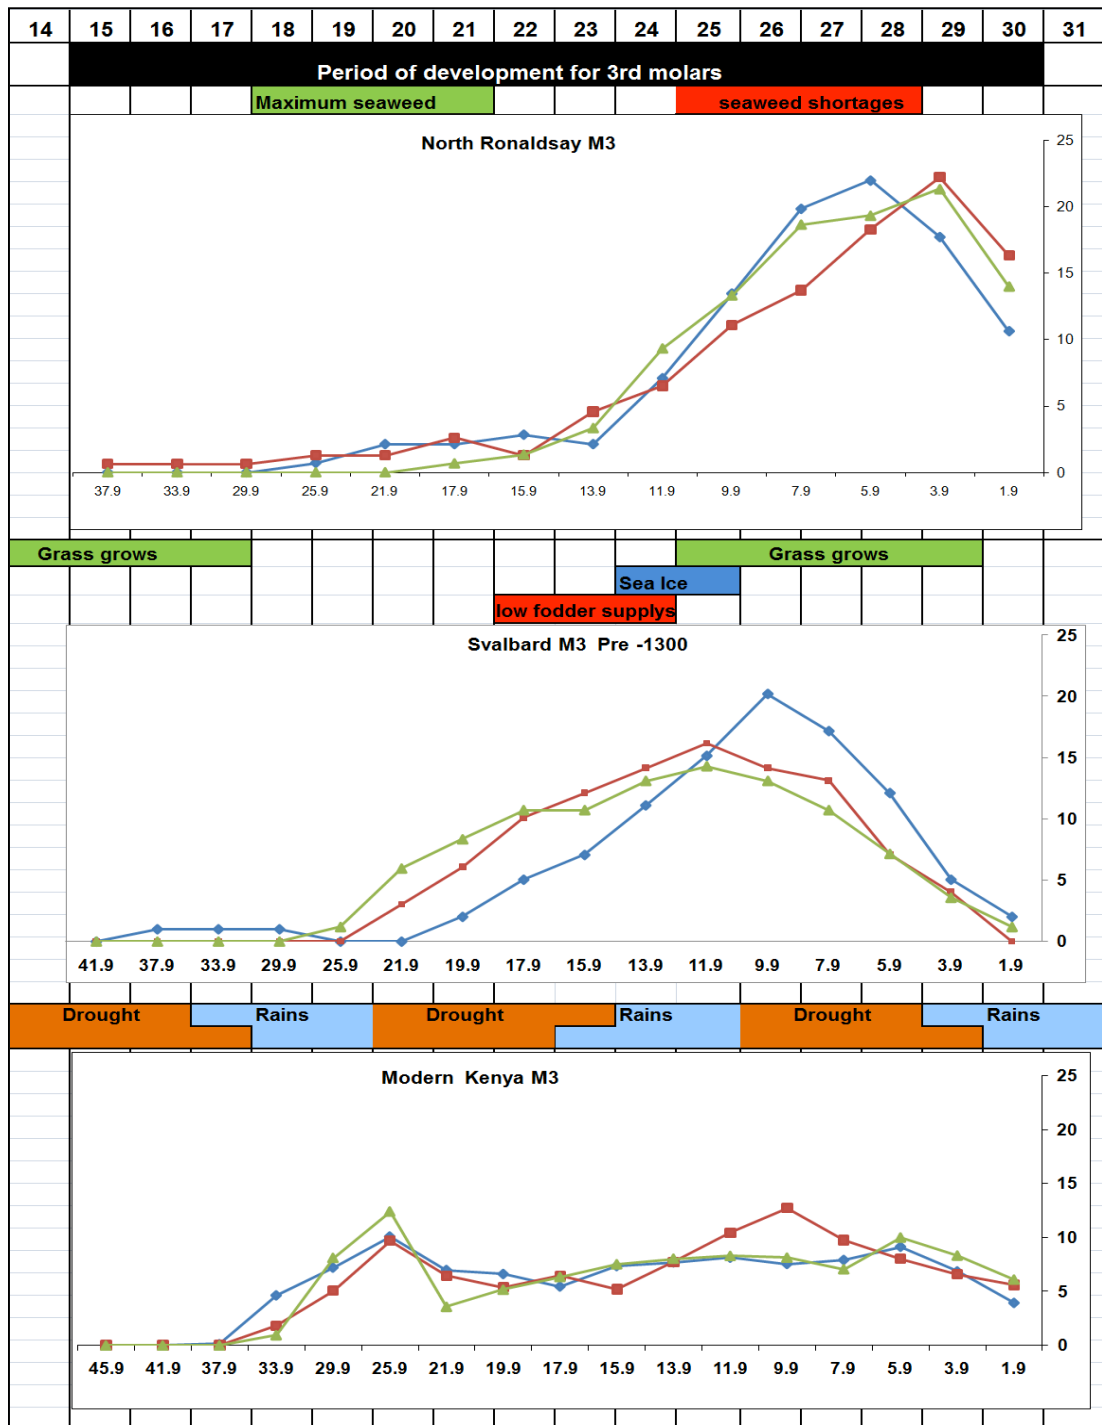 14 15 16 17 18 19 20 21 22 23 24 25 26 27 28 29 30 31
Period of development for 3rd molars
Maximum seaweed seaweed shortages
North Ronaldsay M3
25
20
15
10
5
0
37.9 33.9 29.9 25.9 21.9 17.9 15.9 13.9 11.9 9.9 7.9 5.9 3.9 1.9
Grass grows Grass grows
Sea Ice
low fodder supplys
Svalbard M3 Pre -1300
25
20
15
10
5
0
41.9 37.9 33.9 29.9 25.9 21.9 19.9 17.9 15.9 13.9 11.9 9.9 7.9 5.9 3.9 1.9
Drought Rains Drought Rains Drought Rains
Modern Kenya M3
25
20
15
10
5
0
45.9 41.9 37.9 33.9 29.9 25.9 21.9 19.9 17.9 15.9 13.9 11.9 9.9 7.9 5.9 3.9 1.9